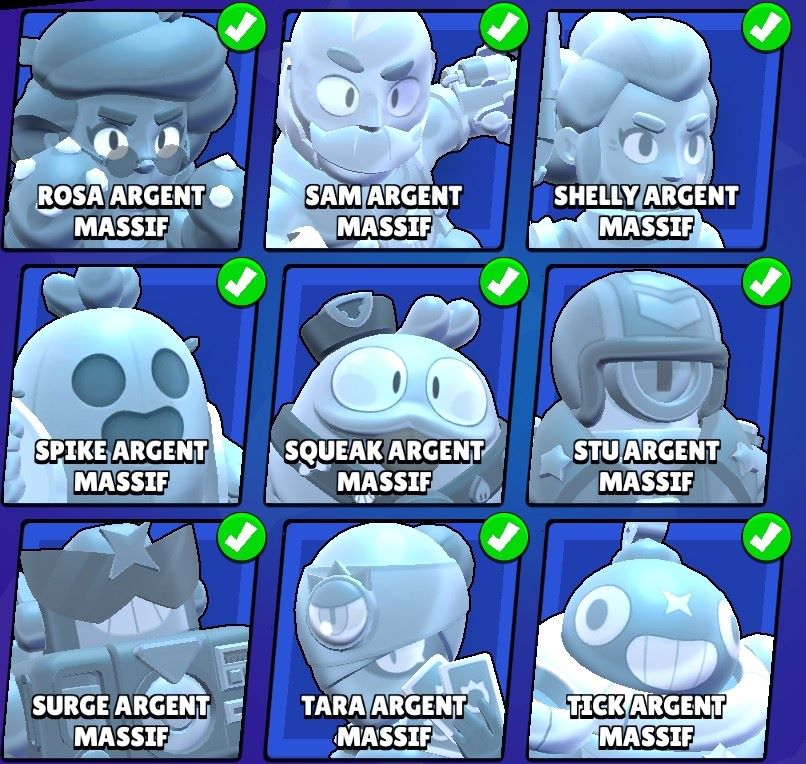 ROSA ARGENT
MASSIF
SAM ARGENT
MASSIF
SHELLY ARGENT
MASSIF
SPIKE ARGENT
MASSIF
SQUEAK ARGENT
MASSIF
STU ARGENT
MASSIF
SURGE ARGENT
MASSIF
TARA ARGENT
MASSIF
TICK ARGENT
MASSIF